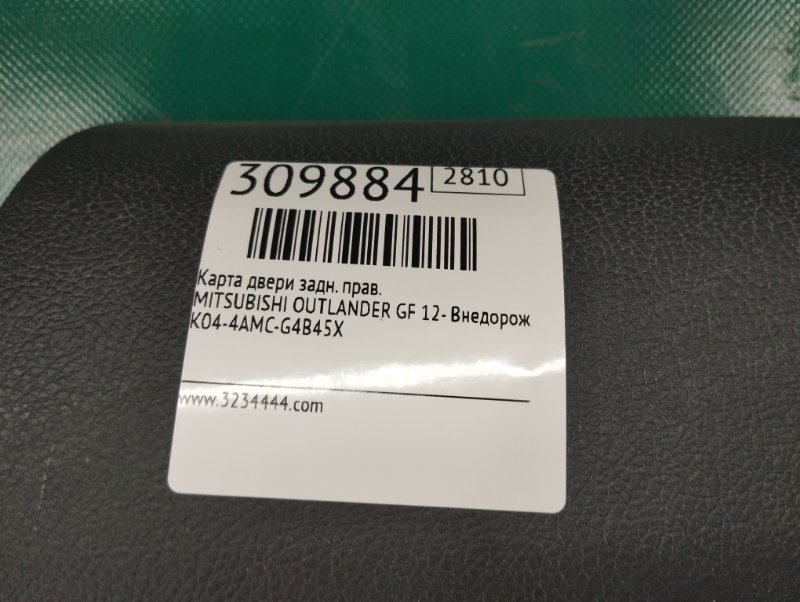 309884 2810
Карта двери задн. прав.
MITSUBISHI OUTLANDER GF 12- Внедорож
K04-4AMC-G4B45X
www.3234444.com